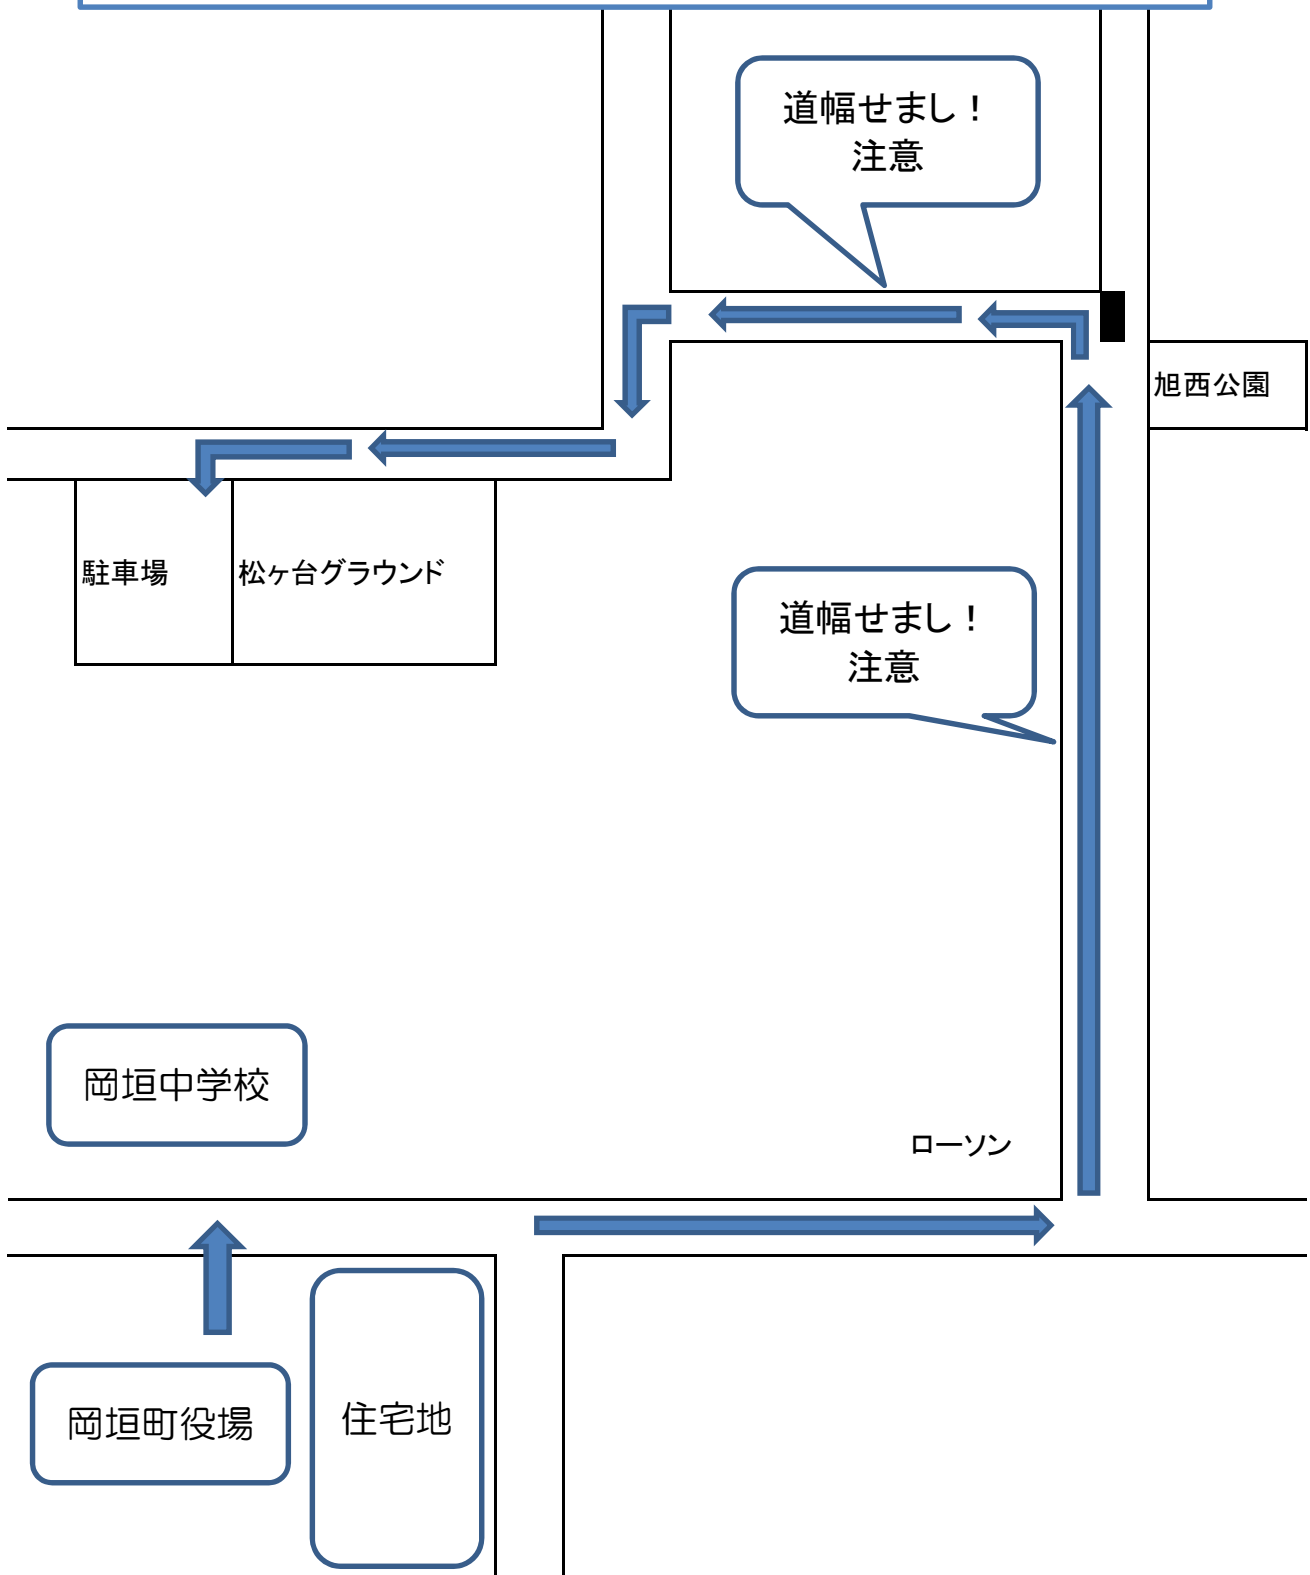 道幅せまし！
注意
旭西公園
駐車場
松ヶ台グラウンド
道幅せまし！
注意
岡垣中学校
ローソン
岡垣町役場
住宅地